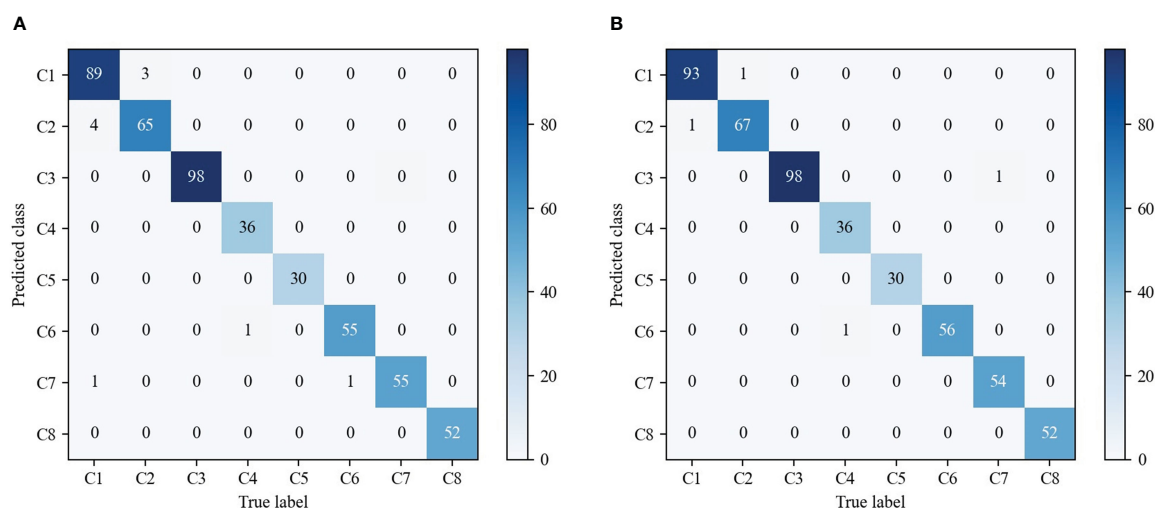 A
C1 89 3 0 0 0 0 0 0
C2 4 65 0 0 0 0 0 0
C3 0 0 98 0 0 0 0 0
C4 0 0 0 36 0 0 0 0
C5 0 0 0 0 30 0 0 0
C6 0 0 0 1 0 55 0 0
C7 1 0 0 0 0 1 55 0
C8 0 0 0 0 0 0 0 52
C1 C2 C3 C4 C5 C6 C7 C8
True label
Predicted class
80
60
40
20
0
B
C1 93 1 0 0 0 0 0 0
C2 1 67 0 0 0 0 0 0
C3 0 0 98 0 0 0 1 0
C4 0 0 0 36 0 0 0 0
C5 0 0 0 0 30 0 0 0
C6 0 0 0 1 0 56 0 0
C7 0 0 0 0 0 0 54 0
C8 0 0 0 0 0 0 0 52
C1 C2 C3 C4 C5 C6 C7 C8
True label
Predicted class
80
60
40
20
0